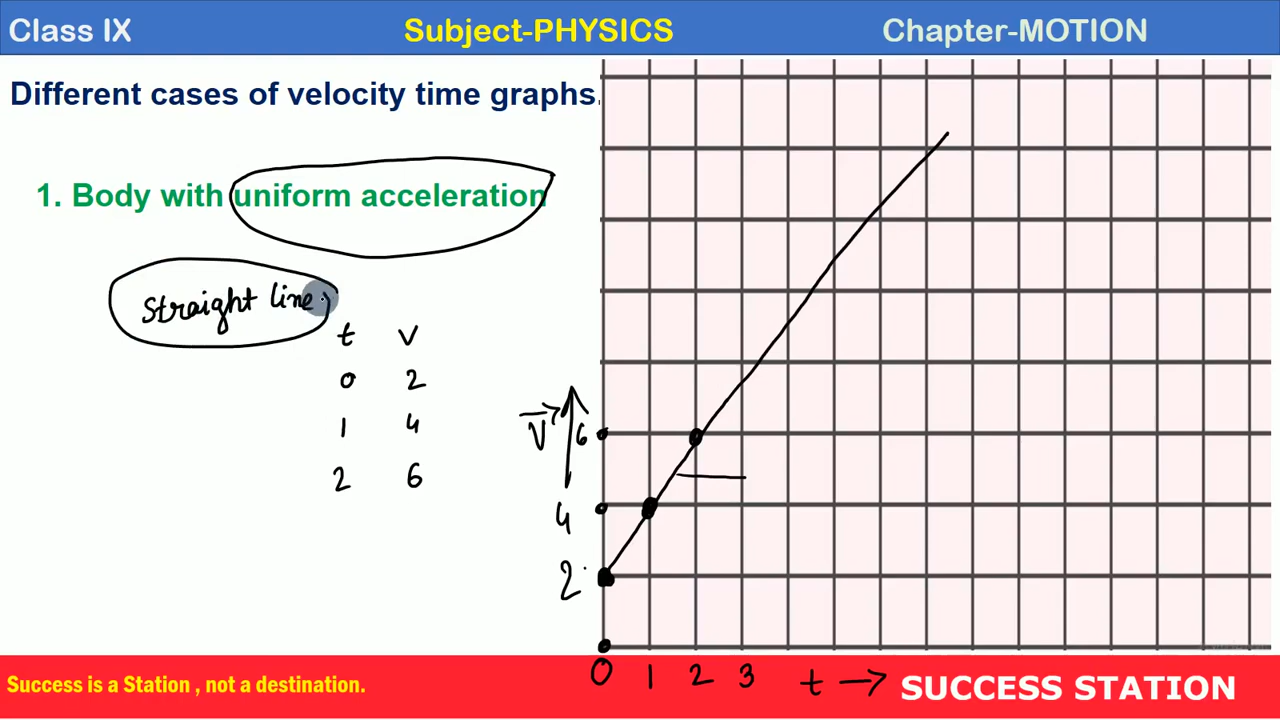 Class IX Subject-PHYSICS Chapter-MOTION
Different cases of velocity time graphs.
1. Body with uniform acceleration
Straight line
t v
0 2
1 4
2 6
V 6
4
2
0 1 2 3 t →
Success is a Station , not a destination.
SUCCESS STATION